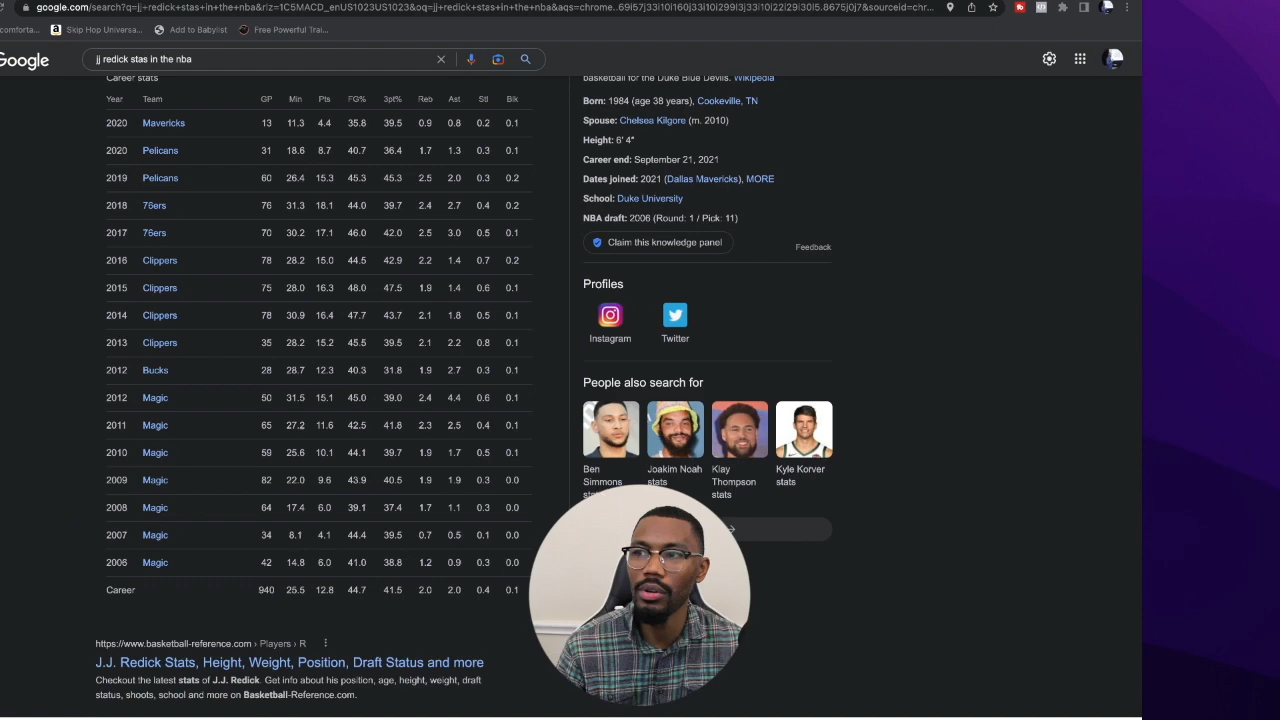 google.com/search?q=jj+redick+stas+in+the+nba&rlz=1C5MACD_enUS1023US1023&oq=jj+redick+stas+in+the+nba&aqs=chrome..69i57j33i10i160j33i10i299l3j33i10i22i29i30l5.8675j0j7&sourceid=chr...
Skip Hop Universa...
Add to Babylist
Free Powerful Trai...
Google
jj redick stas in the nba
Career stats
Year Team GP Min Pts FG% 3pt% Reb Ast Stl Blk
2020 Mavericks 13 11.3 4.4 35.8 39.5 0.9 0.8 0.2 0.1
2020 Pelicans 31 18.6 8.7 40.7 36.4 1.7 1.3 0.3 0.1
2019 Pelicans 60 26.4 15.3 45.3 45.3 2.5 2.0 0.3 0.2
2018 76ers 76 31.3 18.1 44.0 39.7 2.4 2.7 0.4 0.2
2017 76ers 70 30.2 17.1 46.0 42.0 2.5 3.0 0.5 0.1
2016 Clippers 78 28.2 15.0 44.5 42.9 2.2 1.4 0.7 0.2
2015 Clippers 75 28.0 16.3 48.0 47.5 1.9 1.4 0.6 0.1
2014 Clippers 78 30.9 16.4 47.7 43.7 2.1 1.8 0.5 0.1
2013 Clippers 35 28.2 15.2 45.5 39.5 2.1 2.2 0.8 0.1
2012 Bucks 28 28.7 12.3 40.3 31.8 1.9 2.7 0.3 0.1
2012 Magic 50 31.5 15.1 45.0 39.0 2.4 4.4 0.6 0.1
2011 Magic 65 27.2 11.6 42.5 41.8 2.3 2.5 0.4 0.1
2010 Magic 59 25.6 10.1 44.1 39.7 1.9 1.7 0.5 0.1
2009 Magic 82 22.0 9.6 43.9 40.5 1.9 1.9 0.3 0.0
2008 Magic 64 17.4 6.0 39.1 37.4 1.7 1.1 0.3 0.0
2007 Magic 34 8.1 4.1 44.4 39.5 0.7 0.5 0.1 0.0
2006 Magic 42 14.8 6.0 41.0 38.8 1.2 0.9 0.3 0.0
Career 940 25.5 12.8 44.7 41.5 2.0 2.0 0.4 0.1
https://www.basketball-reference.com › Players › R
J.J. Redick Stats, Height, Weight, Position, Draft Status and more
Checkout the latest stats of J.J. Redick. Get info about his position, age, height, weight, draft
status, shoots, school and more on Basketball-Reference.com.
basketball for the Duke Blue Devils. Wikipedia
Born: 1984 (age 38 years), Cookeville, TN
Spouse: Chelsea Kilgore (m. 2010)
Height: 6′ 4″
Career end: September 21, 2021
Dates joined: 2021 (Dallas Mavericks), MORE
School: Duke University
NBA draft: 2006 (Round: 1 / Pick: 11)
Claim this knowledge panel
Feedback
Profiles
Instagram
Twitter
People also search for
Ben
Simmons
Joakim Noah
stats
Klay
Thompson
stats
Kyle Korver
stats